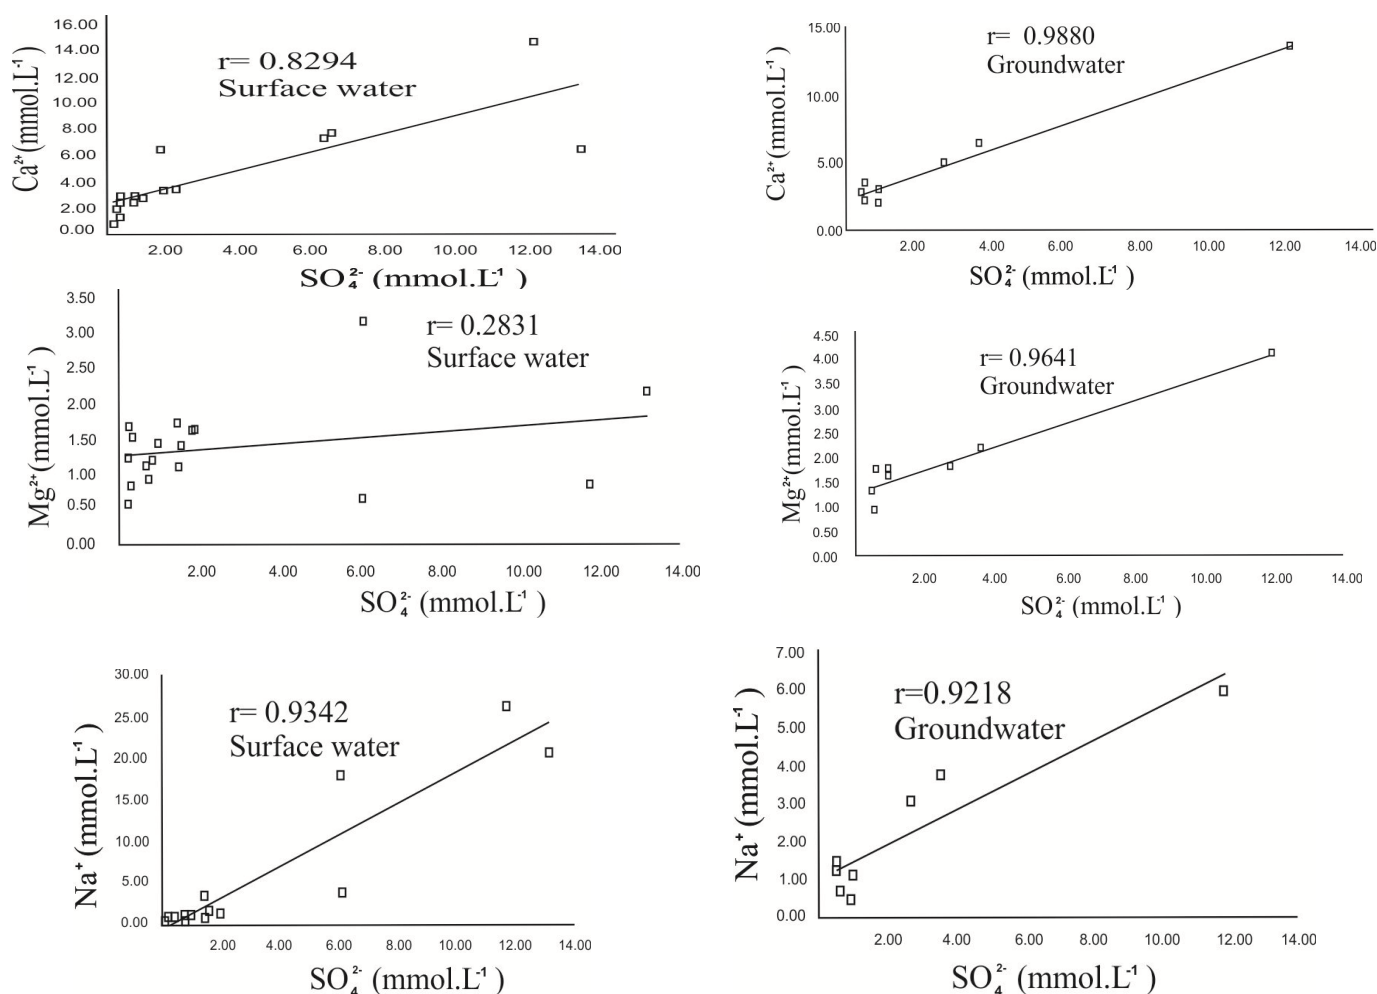 16.00
14.00
12.00
10.00
8.00
6.00
4.00
2.00
0.00
Ca²⁺(mmol.L⁻¹)
r= 0.8294
Surface water
2.00 4.00 6.00 8.00 10.00 12.00 14.00
SO₄²⁻ (mmol.L⁻¹ )
15.00
10.00
5.00
0.00
Ca²⁺(mmol.L⁻¹ )
r= 0.9880
Groundwater
2.00 4.00 6.00 8.00 10.00 12.00 14.00
SO₄²⁻ (mmol.L⁻¹ )
3.50
3.00
2.50
2.00
1.50
1.00
0.50
0.00
Mg²⁺(mmol.L⁻¹ )
r= 0.2831
Surface water
2.00 4.00 6.00 8.00 10.00 12.00 14.00
SO₄²⁻ (mmol.L⁻¹ )
4.50
4.00
3.50
3.00
2.50
2.00
1.50
1.00
0.50
0.00
Mg²⁺(mmol.L⁻¹ )
r= 0.9641
Groundwater
2.00 4.00 6.00 8.00 10.00 12.00 14.00
SO₄²⁻ (mmol.L⁻¹ )
30.00
25.00
20.00
15.00
10.00
5.00
0.00
Na⁺(mmol.L⁻¹ )
r= 0.9342
Surface water
2.00 4.00 6.00 8.00 10.00 12.00 14.00
SO₄²⁻ (mmol.L⁻¹ )
7.00
6.00
5.00
4.00
3.00
2.00
1.00
0.00
Na⁺(mmol.L⁻¹ )
r=0.9218
Groundwater
2.00 4.00 6.00 8.00 10.00 12.00 14.00
SO₄²⁻ (mmol.L⁻¹ )